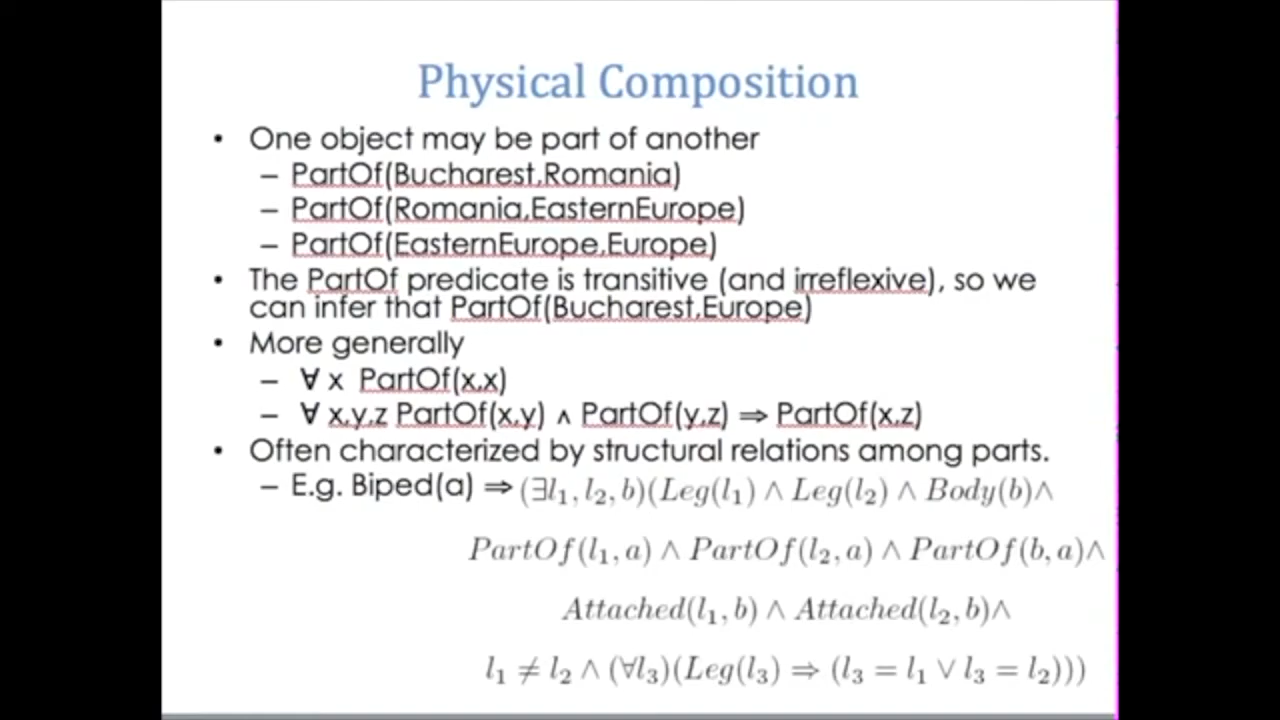 Physical Composition
• One object may be part of another
– PartOf(Bucharest,Romania)
– PartOf(Romania,EasternEurope)
– PartOf(EasternEurope,Europe)
• The PartOf predicate is transitive (and irreflexive), so we
can infer that PartOf(Bucharest,Europe)
• More generally
– ∀ x PartOf(x,x)
– ∀ x,y,z PartOf(x,y) ∧ PartOf(y,z) ⇒ PartOf(x,z)
• Often characterized by structural relations among parts.
– E.g. Biped(a) ⇒ (∃l₁, l₂, b)(Leg(l₁) ∧ Leg(l₂) ∧ Body(b)∧
PartOf(l₁, a) ∧ PartOf(l₂, a) ∧ PartOf(b, a)∧
Attached(l₁, b) ∧ Attached(l₂, b)∧
l₁ ≠ l₂ ∧ (∀l₃)(Leg(l₃) ⇒ (l₃ = l₁ ∨ l₃ = l₂)))